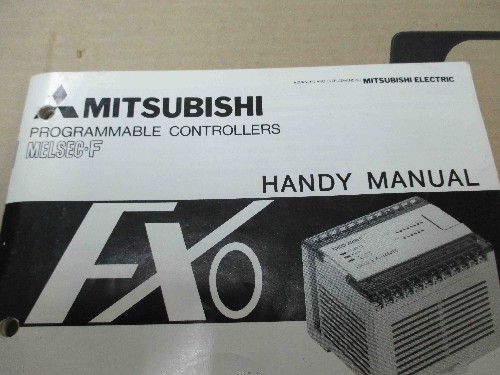 MITSUBISHI ELECTRIC
MITSUBISHI
PROGRAMMABLE CONTROLLERS
MELSEC-F
HANDY MANUAL
FX0